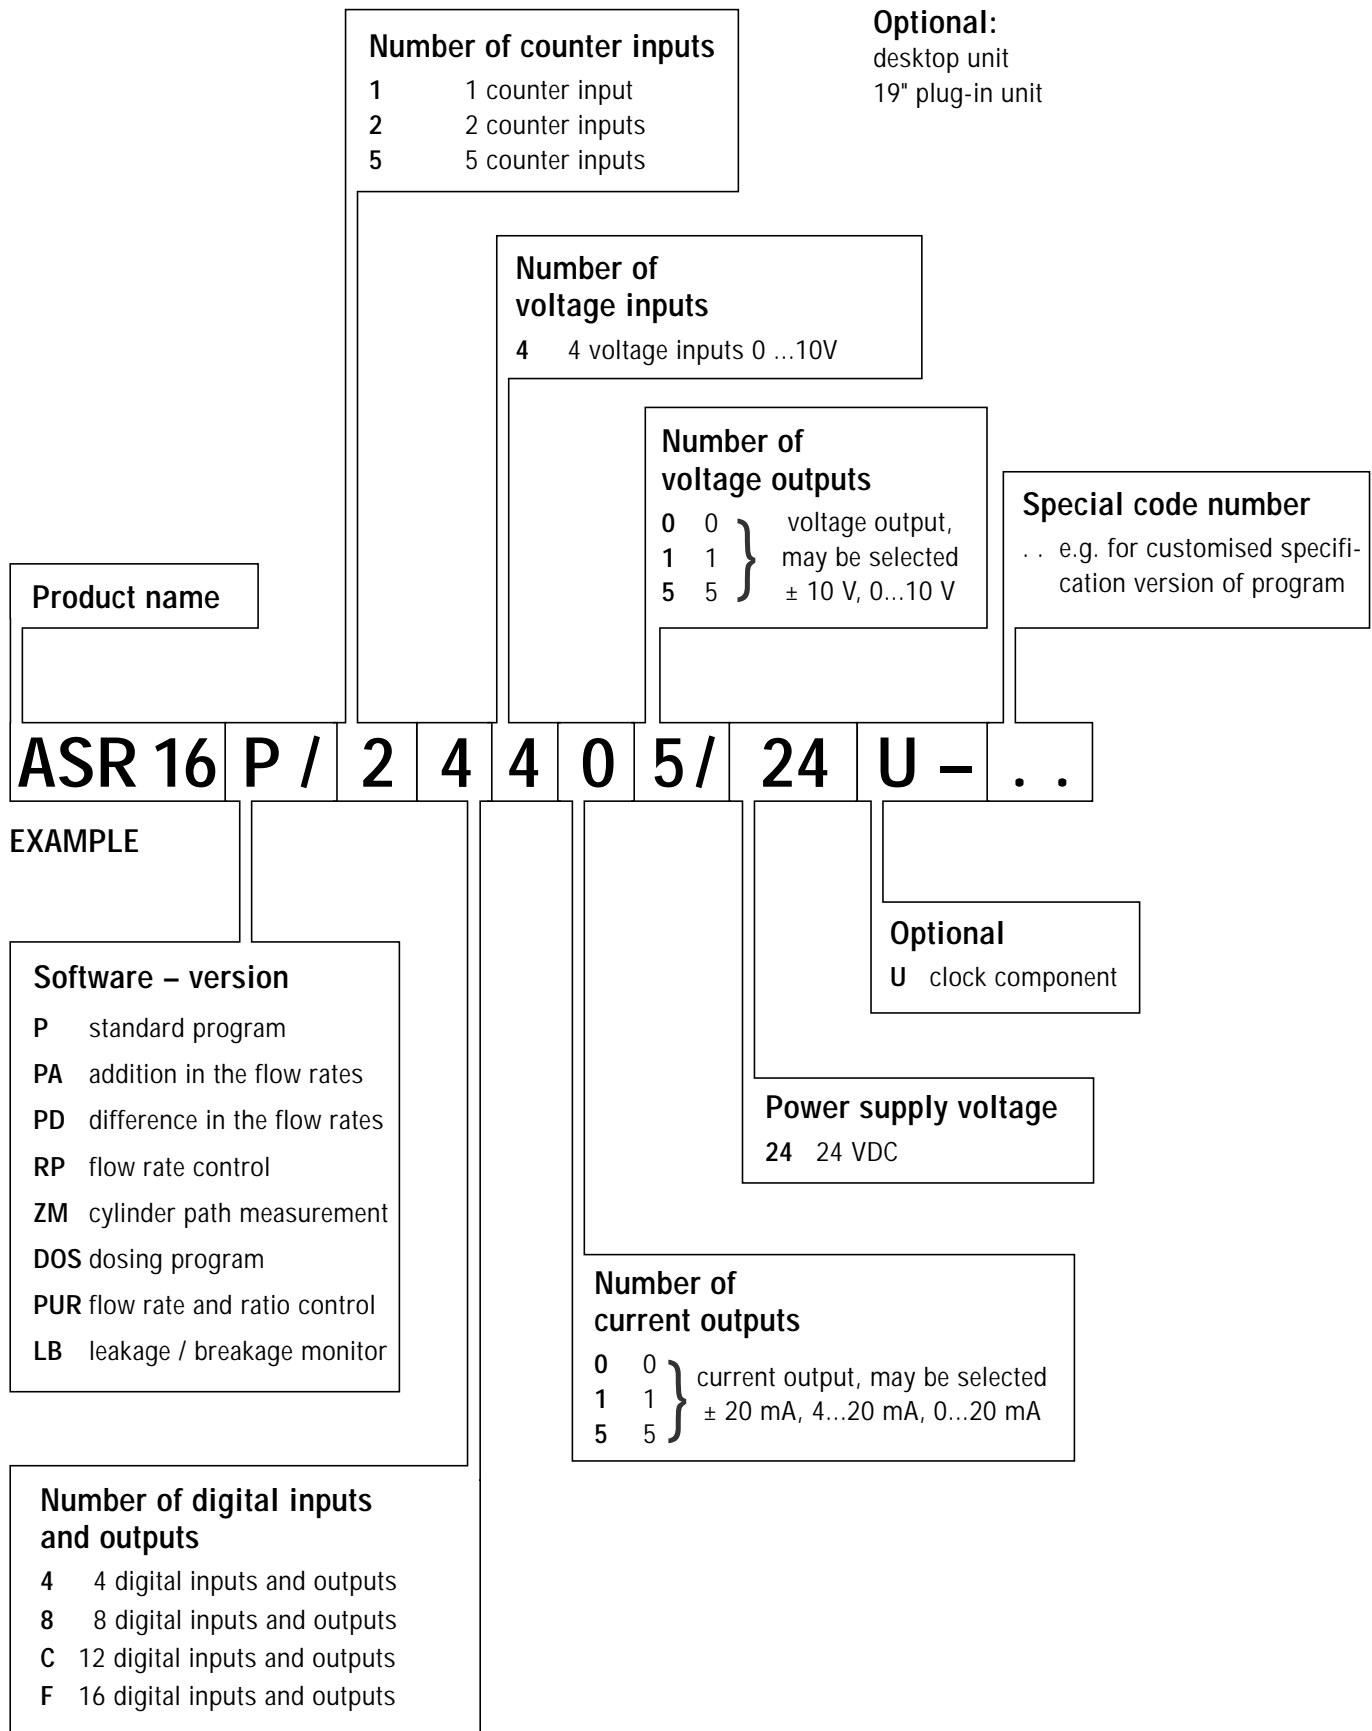 Number of counter inputs
1 1 counter input
2 2 counter inputs
5 5 counter inputs
Optional:
desktop unit
19" plug-in unit
Number of
voltage inputs
4 4 voltage inputs 0 ...10V
Number of
voltage outputs
0 0
1 1
5 5
} voltage output,
may be selected
± 10 V, 0...10 V
Special code number
. . e.g. for customised specifi-
cation version of program
Product name
ASR 16 P / 2 4 4 0 5 / 24 U – . .
EXAMPLE
Software – version
P standard program
PA addition in the flow rates
PD difference in the flow rates
RP flow rate control
ZM cylinder path measurement
DOS dosing program
PUR flow rate and ratio control
LB leakage / breakage monitor
Optional
U clock component
Power supply voltage
24 24 VDC
Number of
current outputs
0 0
1 1
5 5
} current output, may be selected
± 20 mA, 4...20 mA, 0...20 mA
Number of digital inputs
and outputs
4 4 digital inputs and outputs
8 8 digital inputs and outputs
C 12 digital inputs and outputs
F 16 digital inputs and outputs